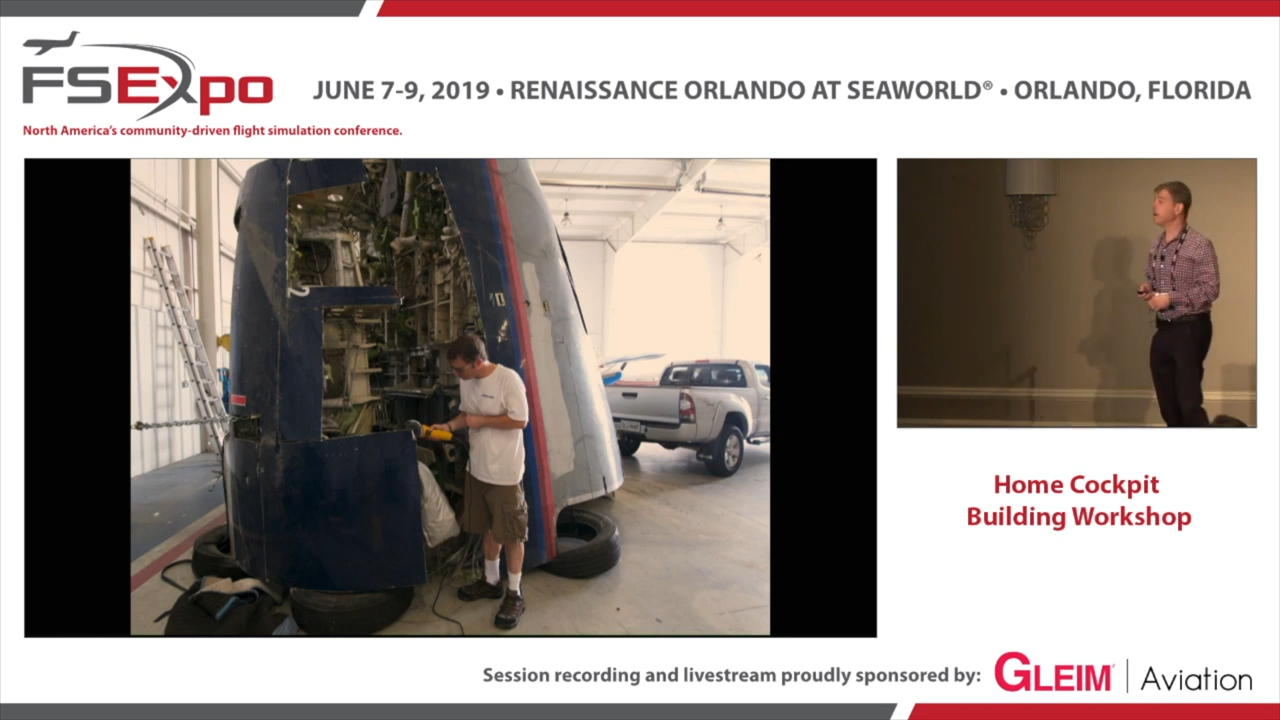 FSExpo
JUNE 7-9, 2019 • RENAISSANCE ORLANDO AT SEAWORLD® • ORLANDO, FLORIDA
North America's community-driven flight simulation conference.
Home Cockpit
Building Workshop
Session recording and livestream proudly sponsored by:
GLEIM | Aviation